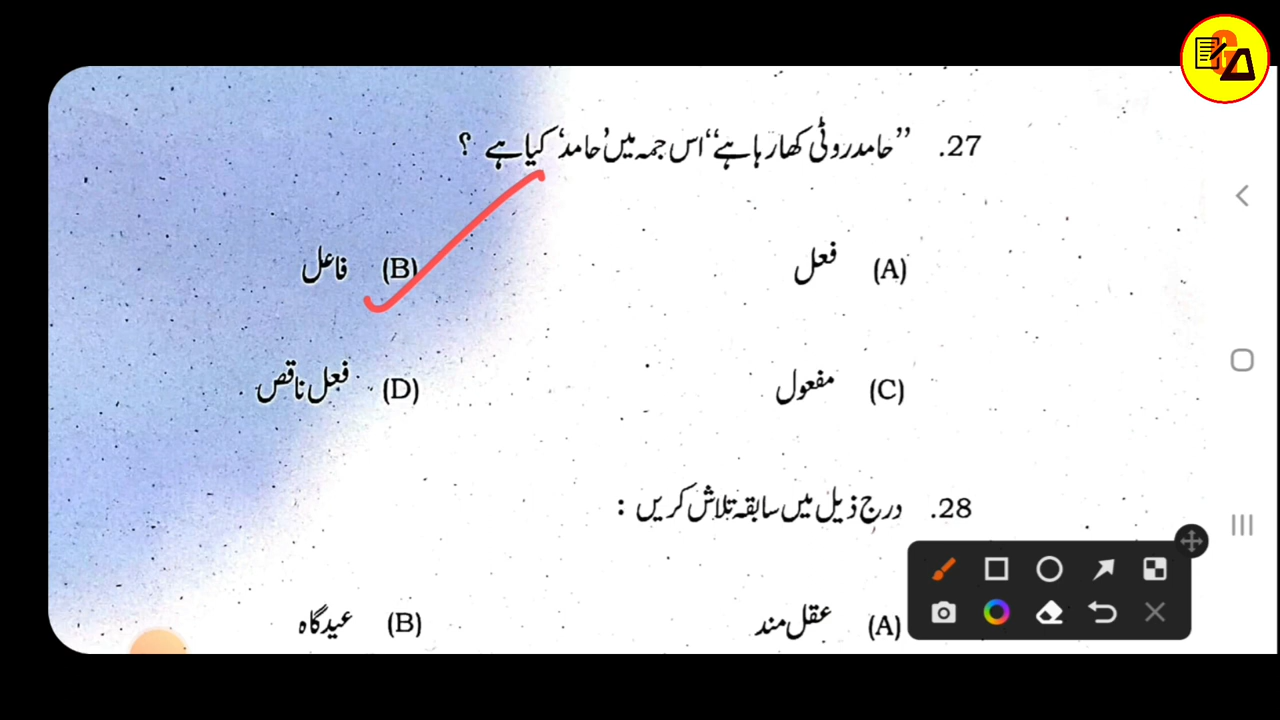 27. ”حامد روٹی کھا رہا ہے“ اس جمہ میں ’حامد‘ کیا ہے ؟
(A) فعل (B) فاعل
(C) مفعول (D) فعل ناقص
28. درج ذیل میں سابقہ تلاش کریں :
(A) عقل مند (B) عیدگاہ